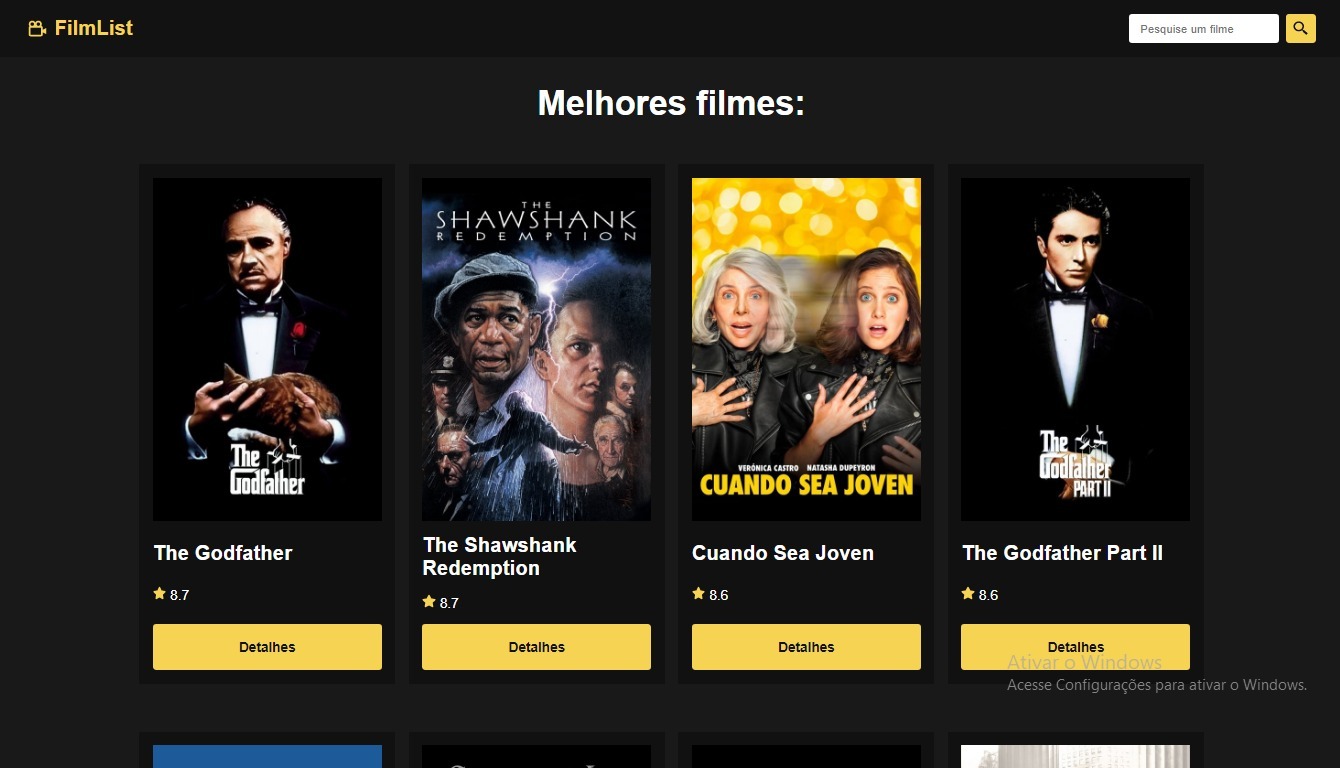 FilmList
Pesquise um filme
Melhores filmes:
The Godfather
THE
SHAWSHANK
REDEMPTION
VERÓNICA CASTRO NATASHA DUPEYRON
CUANDO SEA JOVEN
The Godfather
PART II
The Godfather
The Shawshank
Redemption
Cuando Sea Joven
The Godfather Part II
8.7
8.7
8.6
8.6
Detalhes
Detalhes
Detalhes
Detalhes
Ativar o Windows
Acesse Configurações para ativar o Windows.